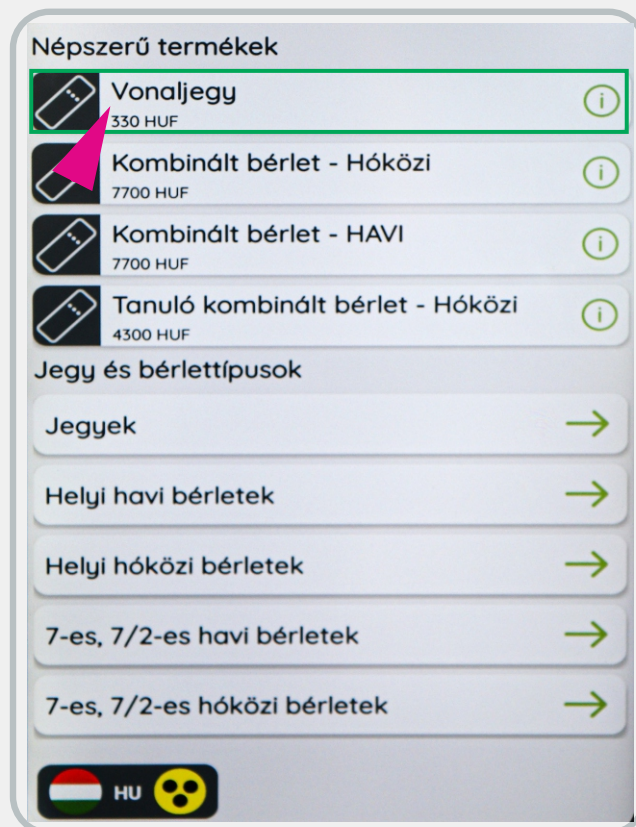 Népszerű termékek
Vonaljegy
330 HUF
Kombinált bérlet - Hóközi
7700 HUF
Kombinált bérlet - HAVI
7700 HUF
Tanuló kombinált bérlet - Hóközi
4300 HUF
Jegy és bérlettípusok
Jegyek
Helyi havi bérletek
Helyi hóközi bérletek
7-es, 7/2-es havi bérletek
7-es, 7/2-es hóközi bérletek
HU